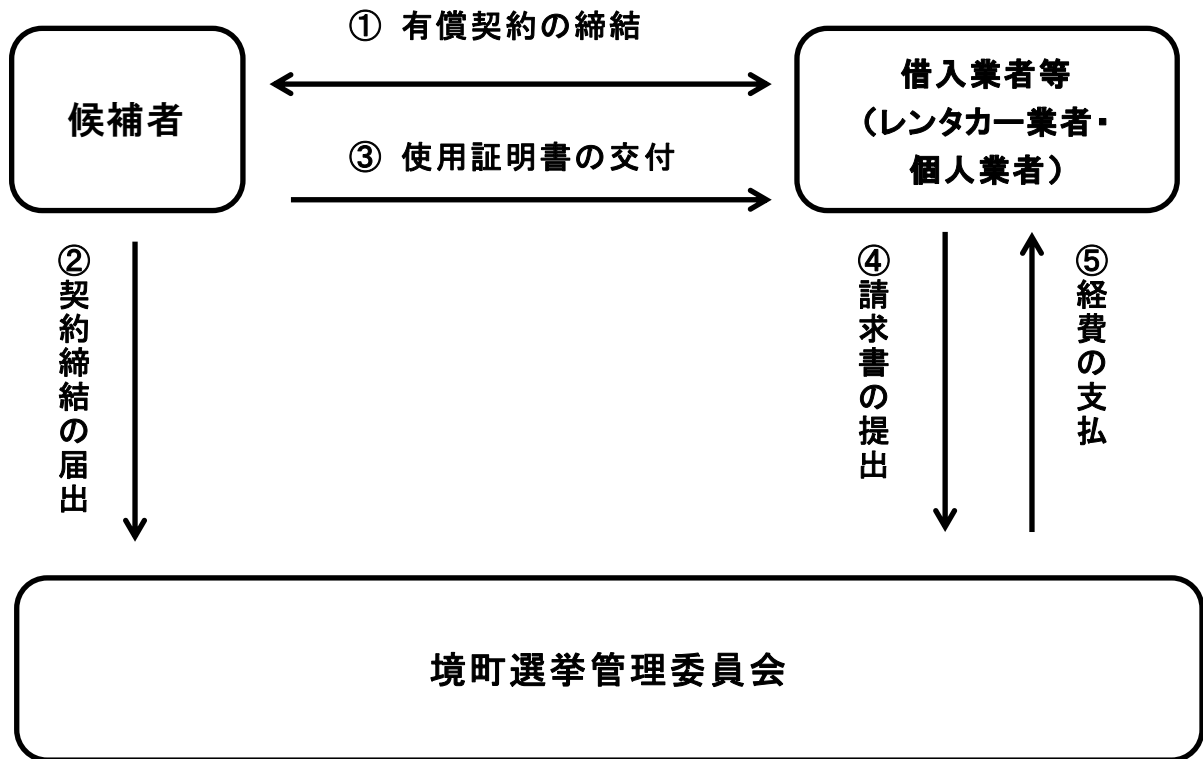 ① 有償契約の締結
候補者
借入業者等
（レンタカー業者・
個人業者）
③ 使用証明書の交付
②契約締結の届出
④請求書の提出
⑤経費の支払
境町選挙管理委員会